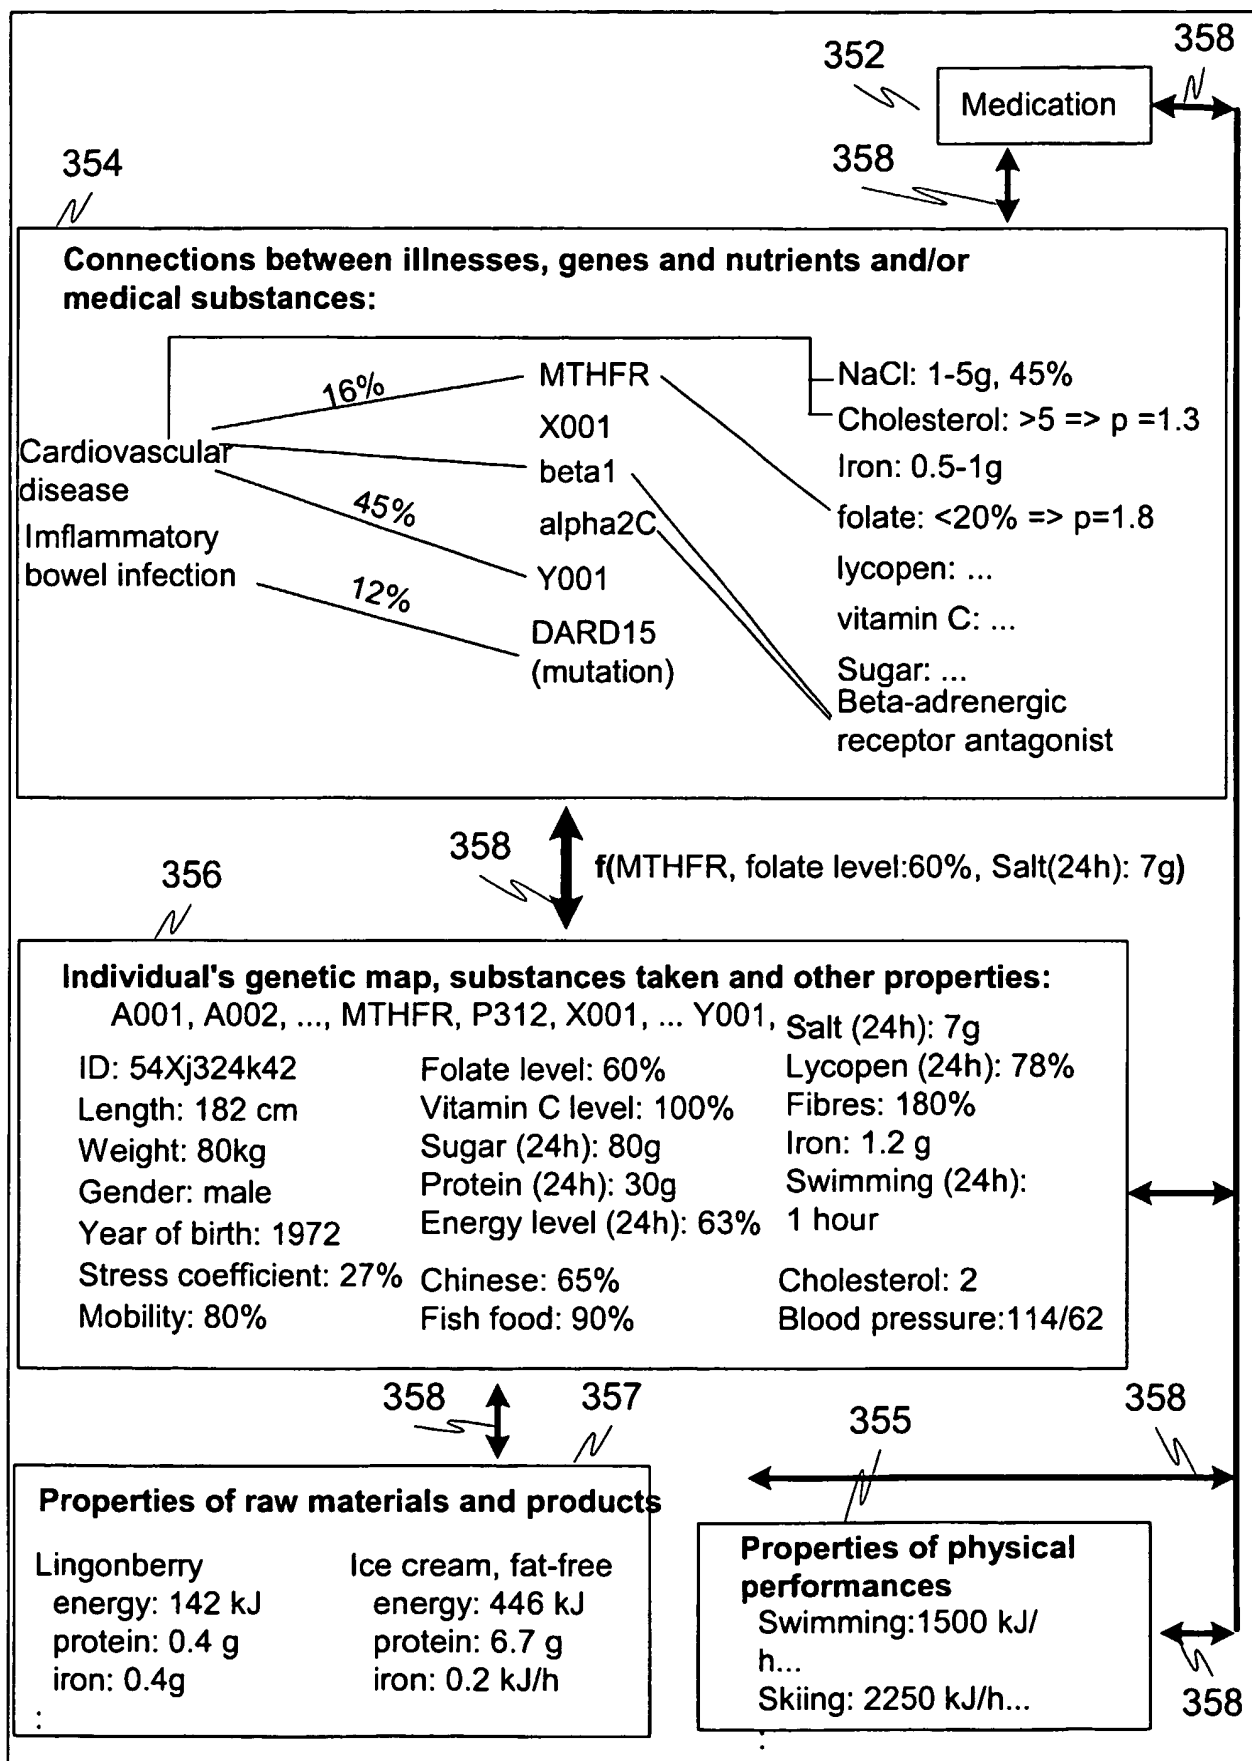 358
352
Medication
358
354
Connections between illnesses, genes and nutrients and/or
medical substances:
16%
MTHFR
NaCl: 1-5g, 45%
X001
Cholesterol: >5 => p =1.3
Cardiovascular
disease
beta1
Iron: 0.5-1g
45%
alpha2C
folate: <20% => p=1.8
Imflammatory
bowel infection
Y001
lycopen: ...
12%
vitamin C: ...
DARD15
(mutation)
Sugar: ...
Beta-adrenergic
receptor antagonist
358
f(MTHFR, folate level:60%, Salt(24h): 7g)
356
Individual's genetic map, substances taken and other properties:
A001, A002, ..., MTHFR, P312, X001, ... Y001, ..
ID: 54Xj324k42
Length: 182 cm
Weight: 80kg
Gender: male
Year of birth: 1972
Stress coefficient: 27%
Mobility: 80%
Folate level: 60%
Vitamin C level: 100%
Sugar (24h): 80g
Protein (24h): 30g
Energy level (24h): 63%
Chinese: 65%
Fish food: 90%
Salt (24h): 7g
Lycopen (24h): 78%
Fibres: 180%
Iron: 1.2 g
Swimming (24h):
1 hour
Cholesterol: 2
Blood pressure:114/62
358
357
355
358
Properties of raw materials and products
Lingonberry
energy: 142 kJ
protein: 0.4 g
iron: 0.4g
:
Ice cream, fat-free
energy: 446 kJ
protein: 6.7 g
iron: 0.2 kJ/h
Properties of physical
performances
Swimming:1500 kJ/
h...
Skiing: 2250 kJ/h...
:
358